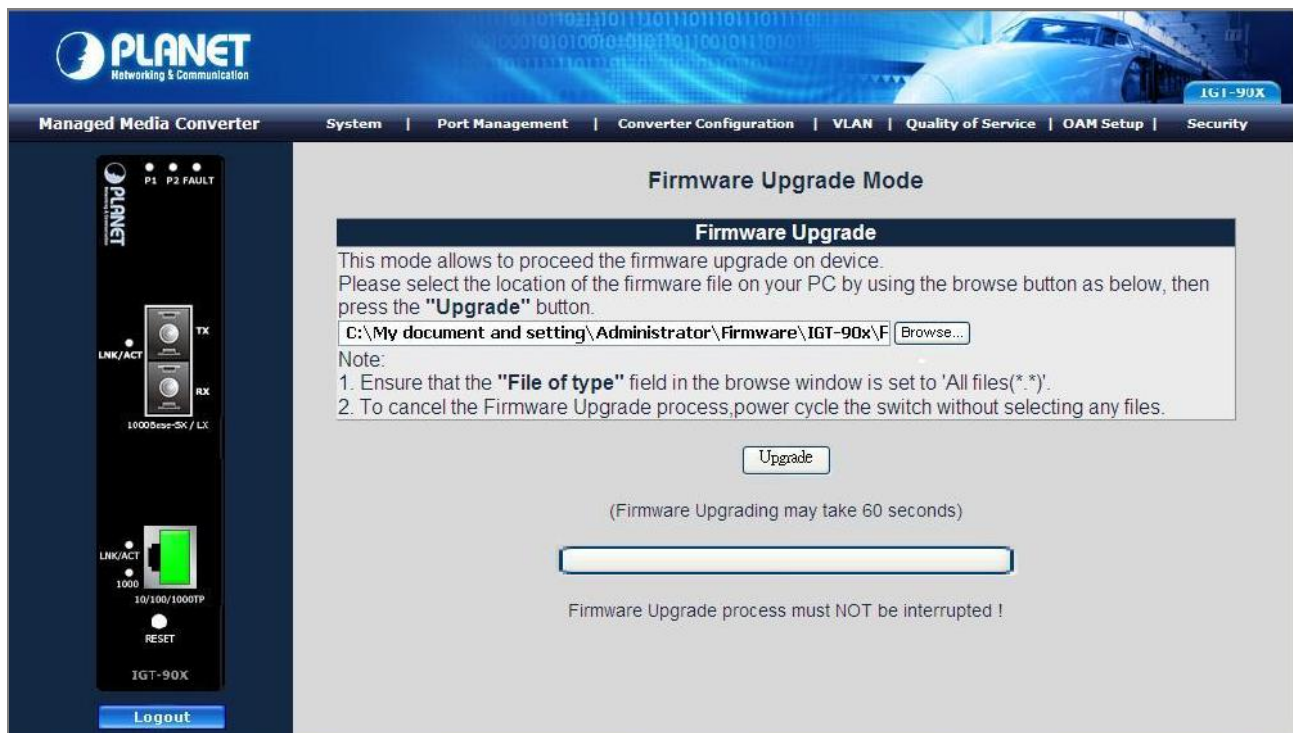 PLANET
Networking & Communication
IGT-90X
Managed Media Converter
System | Port Management | Converter Configuration | VLAN | Quality of Service | OAM Setup | Security
P1 P2 FAULT
PLANET
TX
LNK/ACT
RX
1000Base-SX / LX
LNK/ACT
1000
10/100/1000TP
RESET
IGT-90X
Logout
Firmware Upgrade Mode
Firmware Upgrade
This mode allows to proceed the firmware upgrade on device.
Please select the location of the firmware file on your PC by using the browse button as below, then
press the "Upgrade" button.
C:\My document and setting\Administrator\Firmware\IGT-90x\F Browse...
Note:
1. Ensure that the "File of type" field in the browse window is set to 'All files(*.*)'.
2. To cancel the Firmware Upgrade process,power cycle the switch without selecting any files.
Upgrade
(Firmware Upgrading may take 60 seconds)
Firmware Upgrade process must NOT be interrupted !